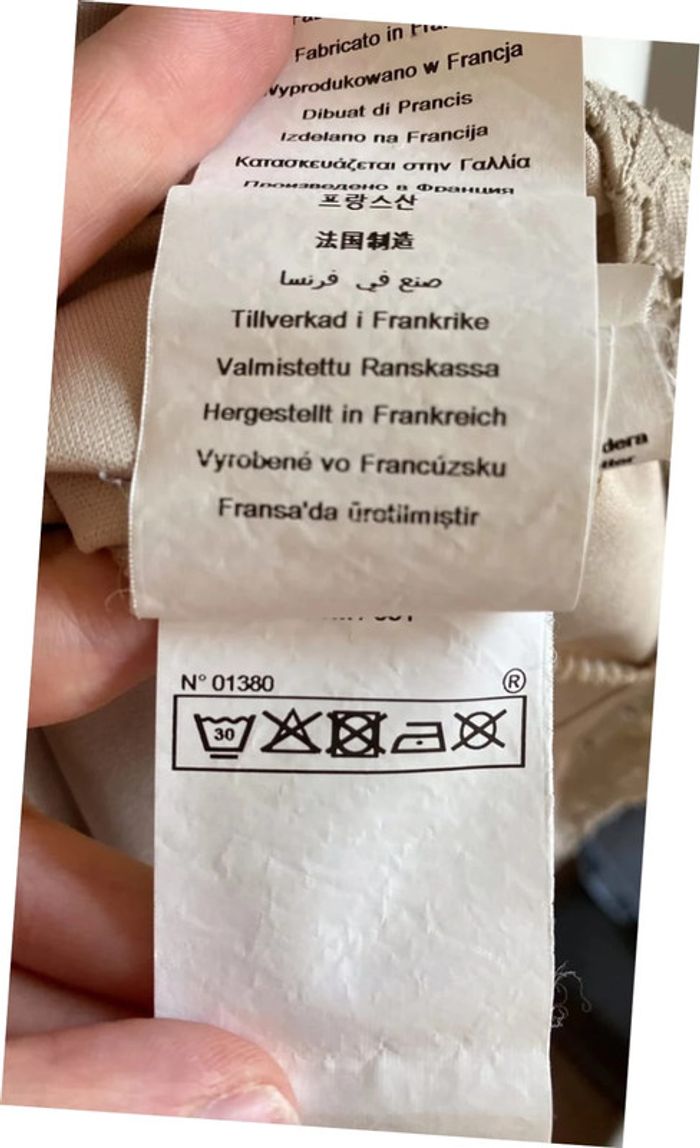 Fabricato in
Wyprodukowano w Francja
Dibuat di Prancis
Izdelano na Francija
Κατασκευάζεται στην Γαλλία
Произведено в Франция
프랑스산
法国制造
صنع في فرنسا
Tillverkad i Frankrike
Valmistettu Ranskassa
Hergestellt in Frankreich
Vyrobené vo Francúzsku
Fransa'da üretilmiştir
N° 01380 ®
30